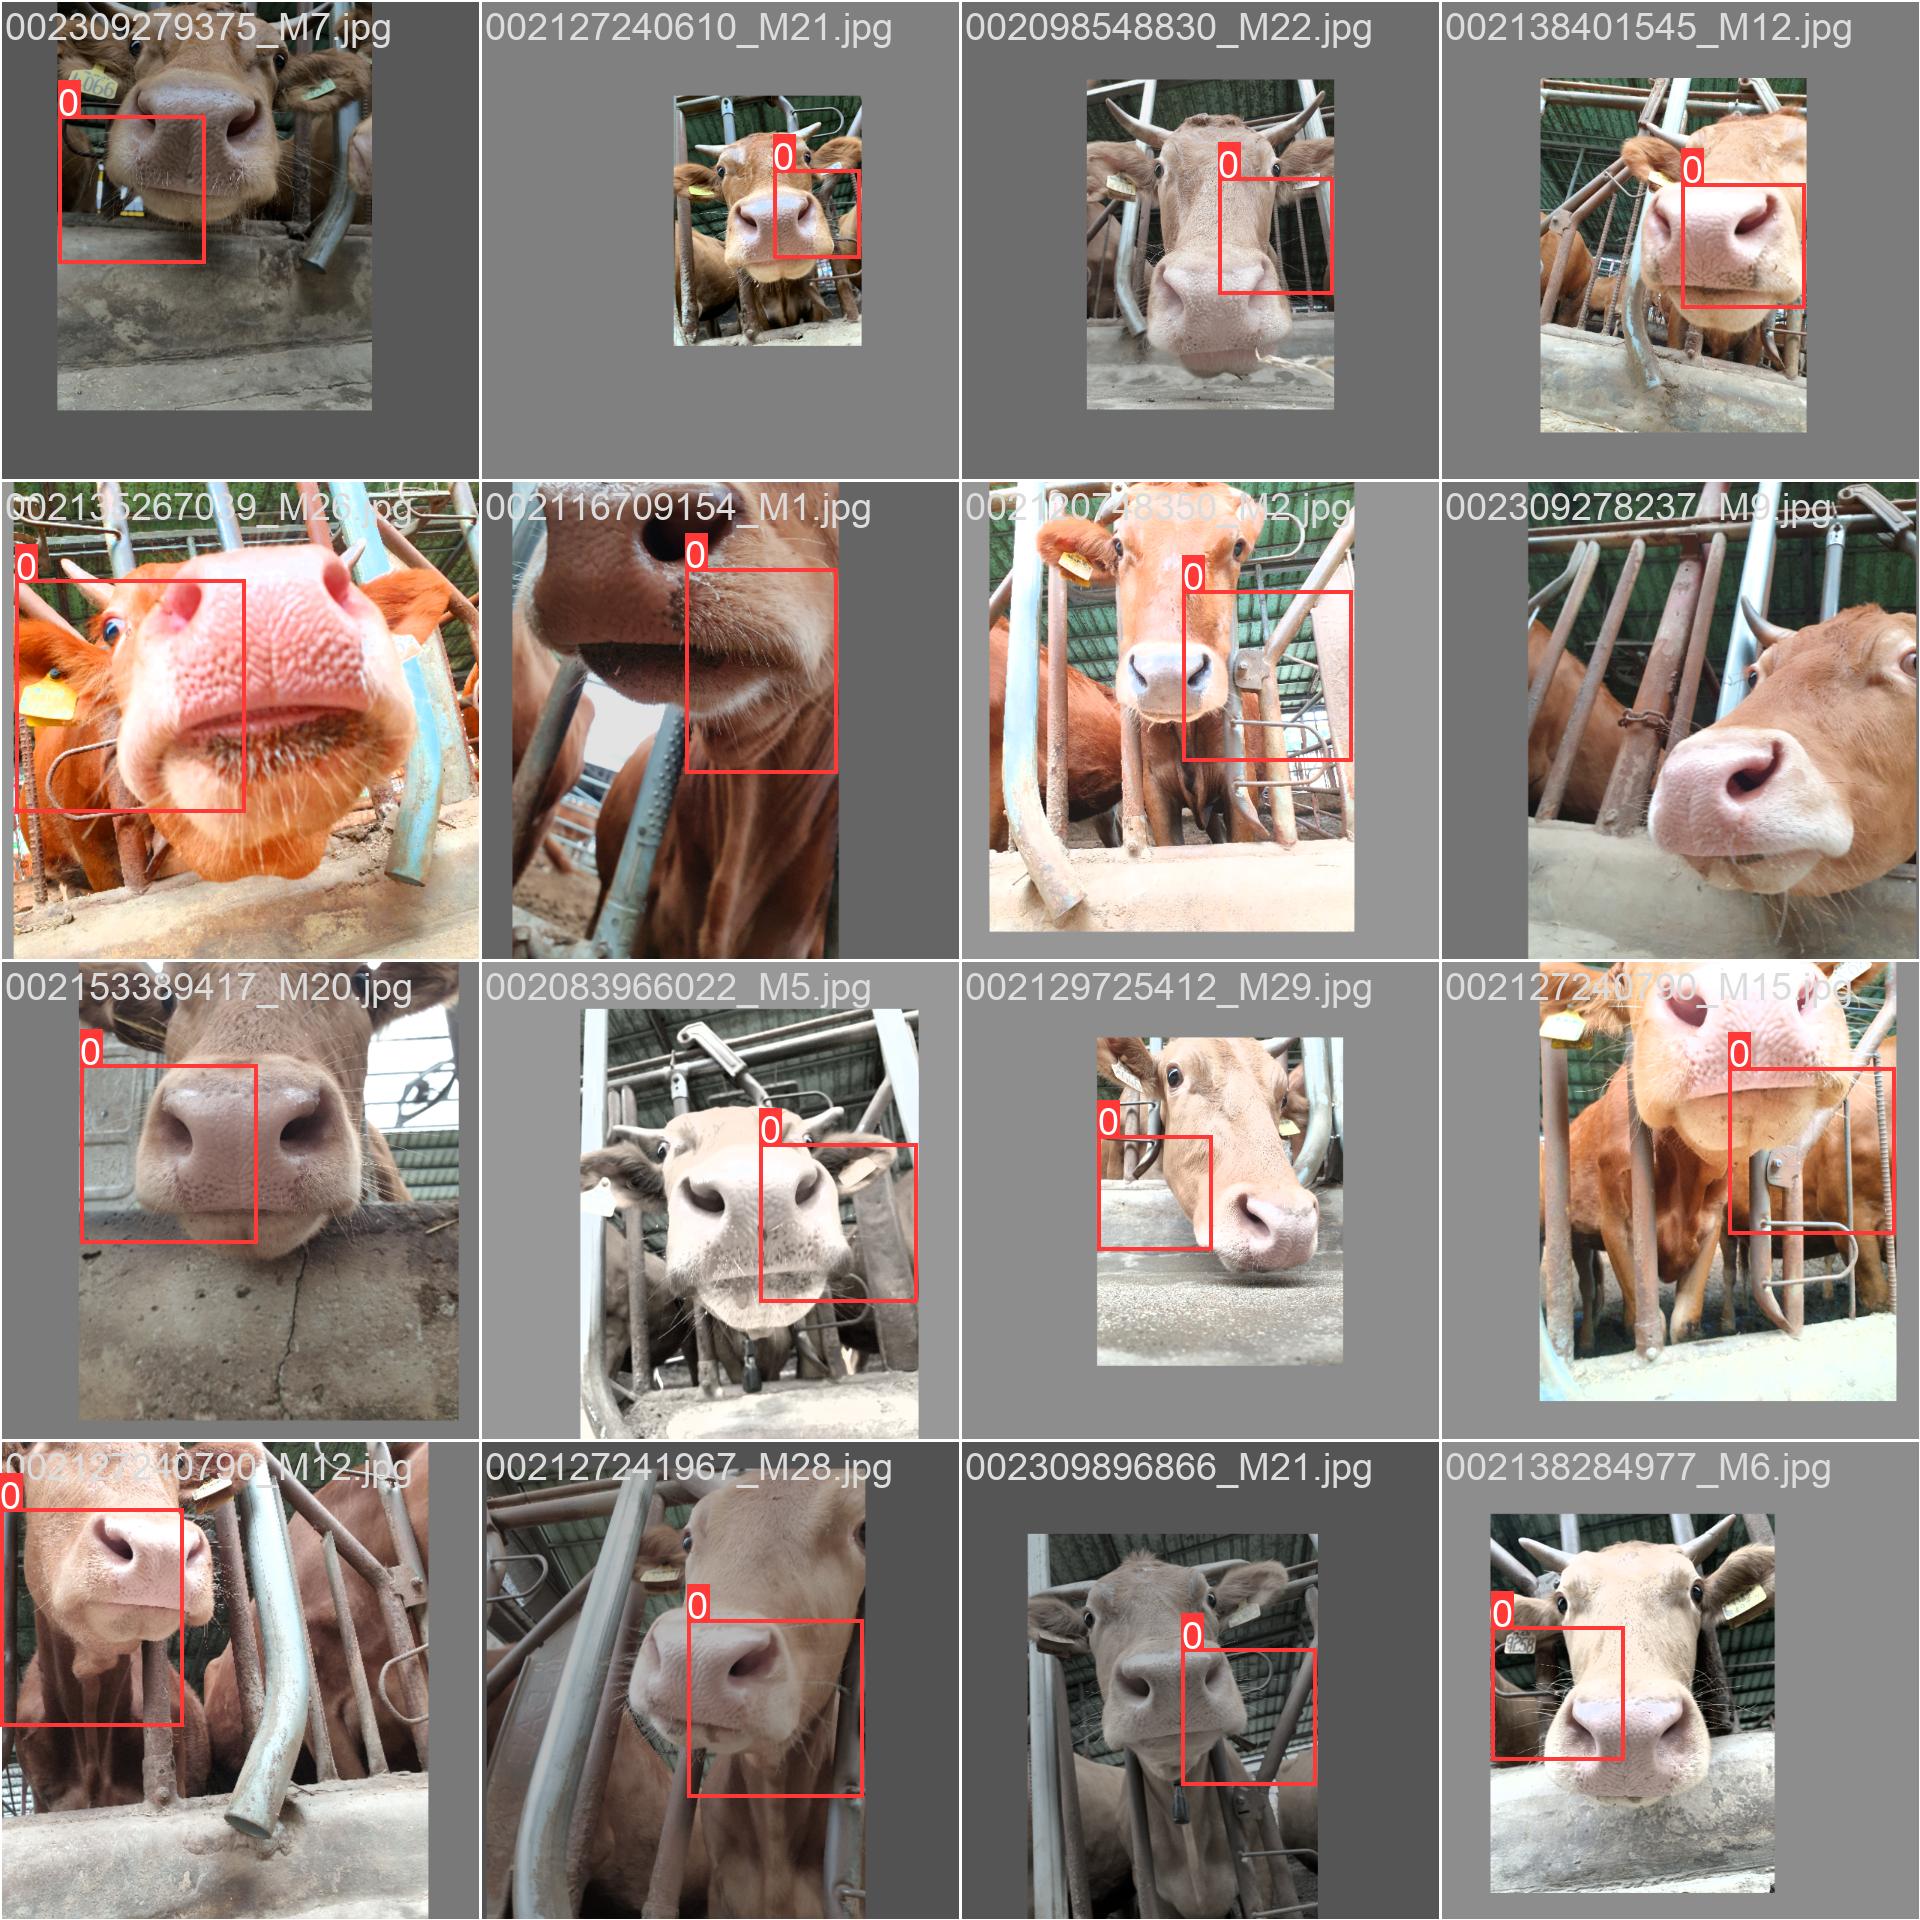 002309279375_M7.jpg
002127240610_M21.jpg
002098548830_M22.jpg
002138401545_M12.jpg
4066
0
0
0
0
002135267039_M26.jpg
002116709154_M1.jpg
002120748350_M2.jpg
002309278237_M9.jpg
0
0
0
002153389417_M20.jpg
002083966022_M5.jpg
002129725412_M29.jpg
002127240790_M15.jpg
0
0
0
0
002127240790_M12.jpg
002127241967_M28.jpg
002309896866_M21.jpg
002138284977_M6.jpg
0
0
0
0